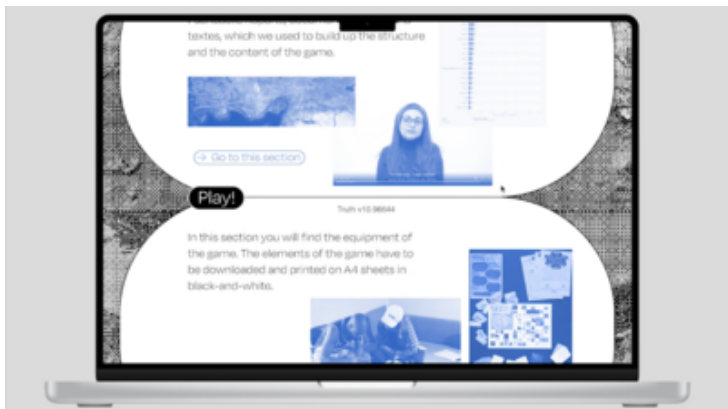 textes, which we used to build up the structure
and the content of the game.
→ Go to this section
Play!
Truth v10.98644
In this section you will find the equipment of
the game. The elements of the game have to
be downloaded and printed on A4 sheets in
black-and-white.